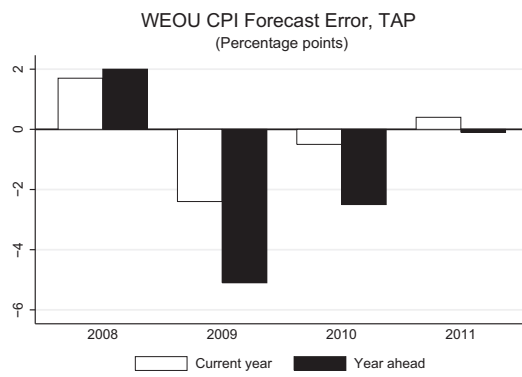 WEOU CPI Forecast Error, TAP
(Percentage points)
2
0
−2
−4
−6
2008 2009 2010 2011
Current year Year ahead